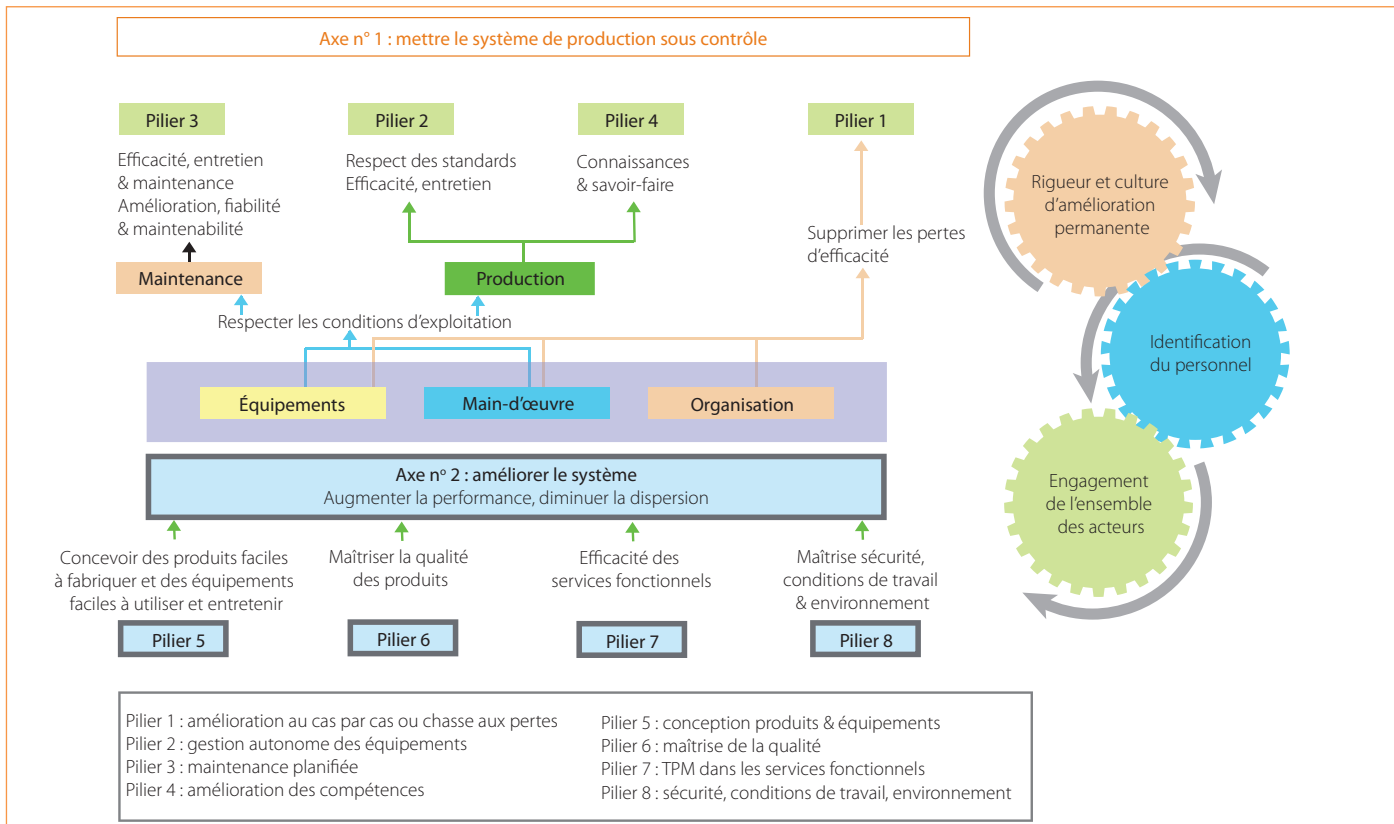 Axe n° 1 : mettre le système de production sous contrôle
Pilier 3
Pilier 2
Pilier 4
Pilier 1
Efficacité, entretien
& maintenance
Amélioration, fiabilité
& maintenabilité
Respect des standards
Efficacité, entretien
Connaissances
& savoir-faire
Supprimer les pertes
d’efficacité
Maintenance
Production
Respecter les conditions d’exploitation
Équipements
Main-d’œuvre
Organisation
Axe nº 2 : améliorer le système
Augmenter la performance, diminuer la dispersion
Concevoir des produits faciles
à fabriquer et des équipements
faciles à utiliser et entretenir
Maîtriser la qualité
des produits
Efficacité des
services fonctionnels
Maîtrise sécurité,
conditions de travail
& environnement
Pilier 5
Pilier 6
Pilier 7
Pilier 8
Rigueur et culture
d’amélioration
permanente
Identification
du personnel
Engagement
de l’ensemble
des acteurs
Pilier 1 : amélioration au cas par cas ou chasse aux pertes
Pilier 2 : gestion autonome des équipements
Pilier 3 : maintenance planifiée
Pilier 4 : amélioration des compétences
Pilier 5 : conception produits & équipements
Pilier 6 : maîtrise de la qualité
Pilier 7 : TPM dans les services fonctionnels
Pilier 8 : sécurité, conditions de travail, environnement